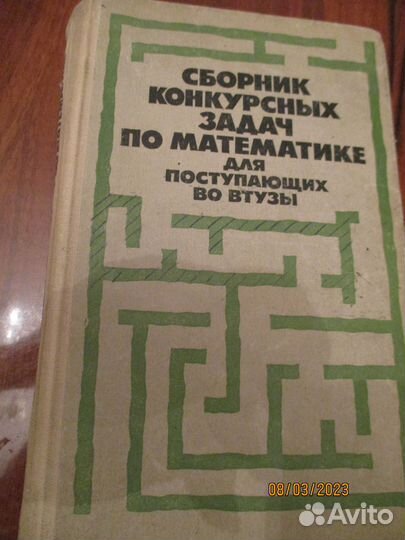 СБОРНИК
КОНКУРСНЫХ
ЗАДАЧ
ПО МАТЕМАТИКЕ
ДЛЯ
ПОСТУПАЮЩИХ
ВО ВТУЗЫ
08/03/2023
Avito